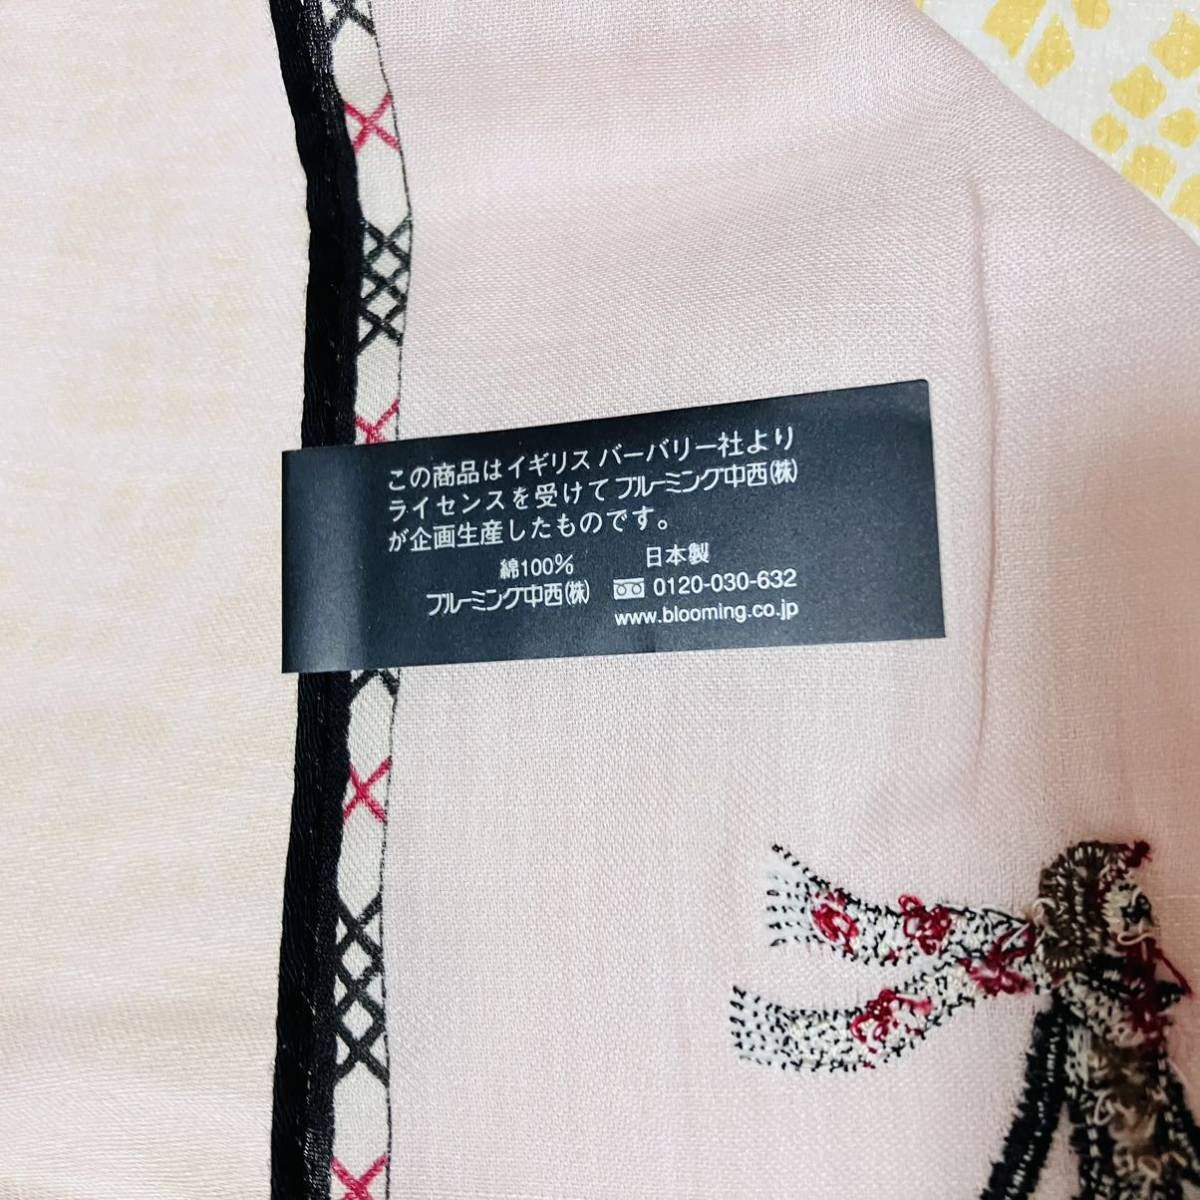 この商品はイギリス バーバリー社より
ライセンスを受けてブルーミング中西㈱
が企画生産したものです。
綿100% 日本製
ブルーミング中西㈱ 0120-030-632
www.blooming.co.jp